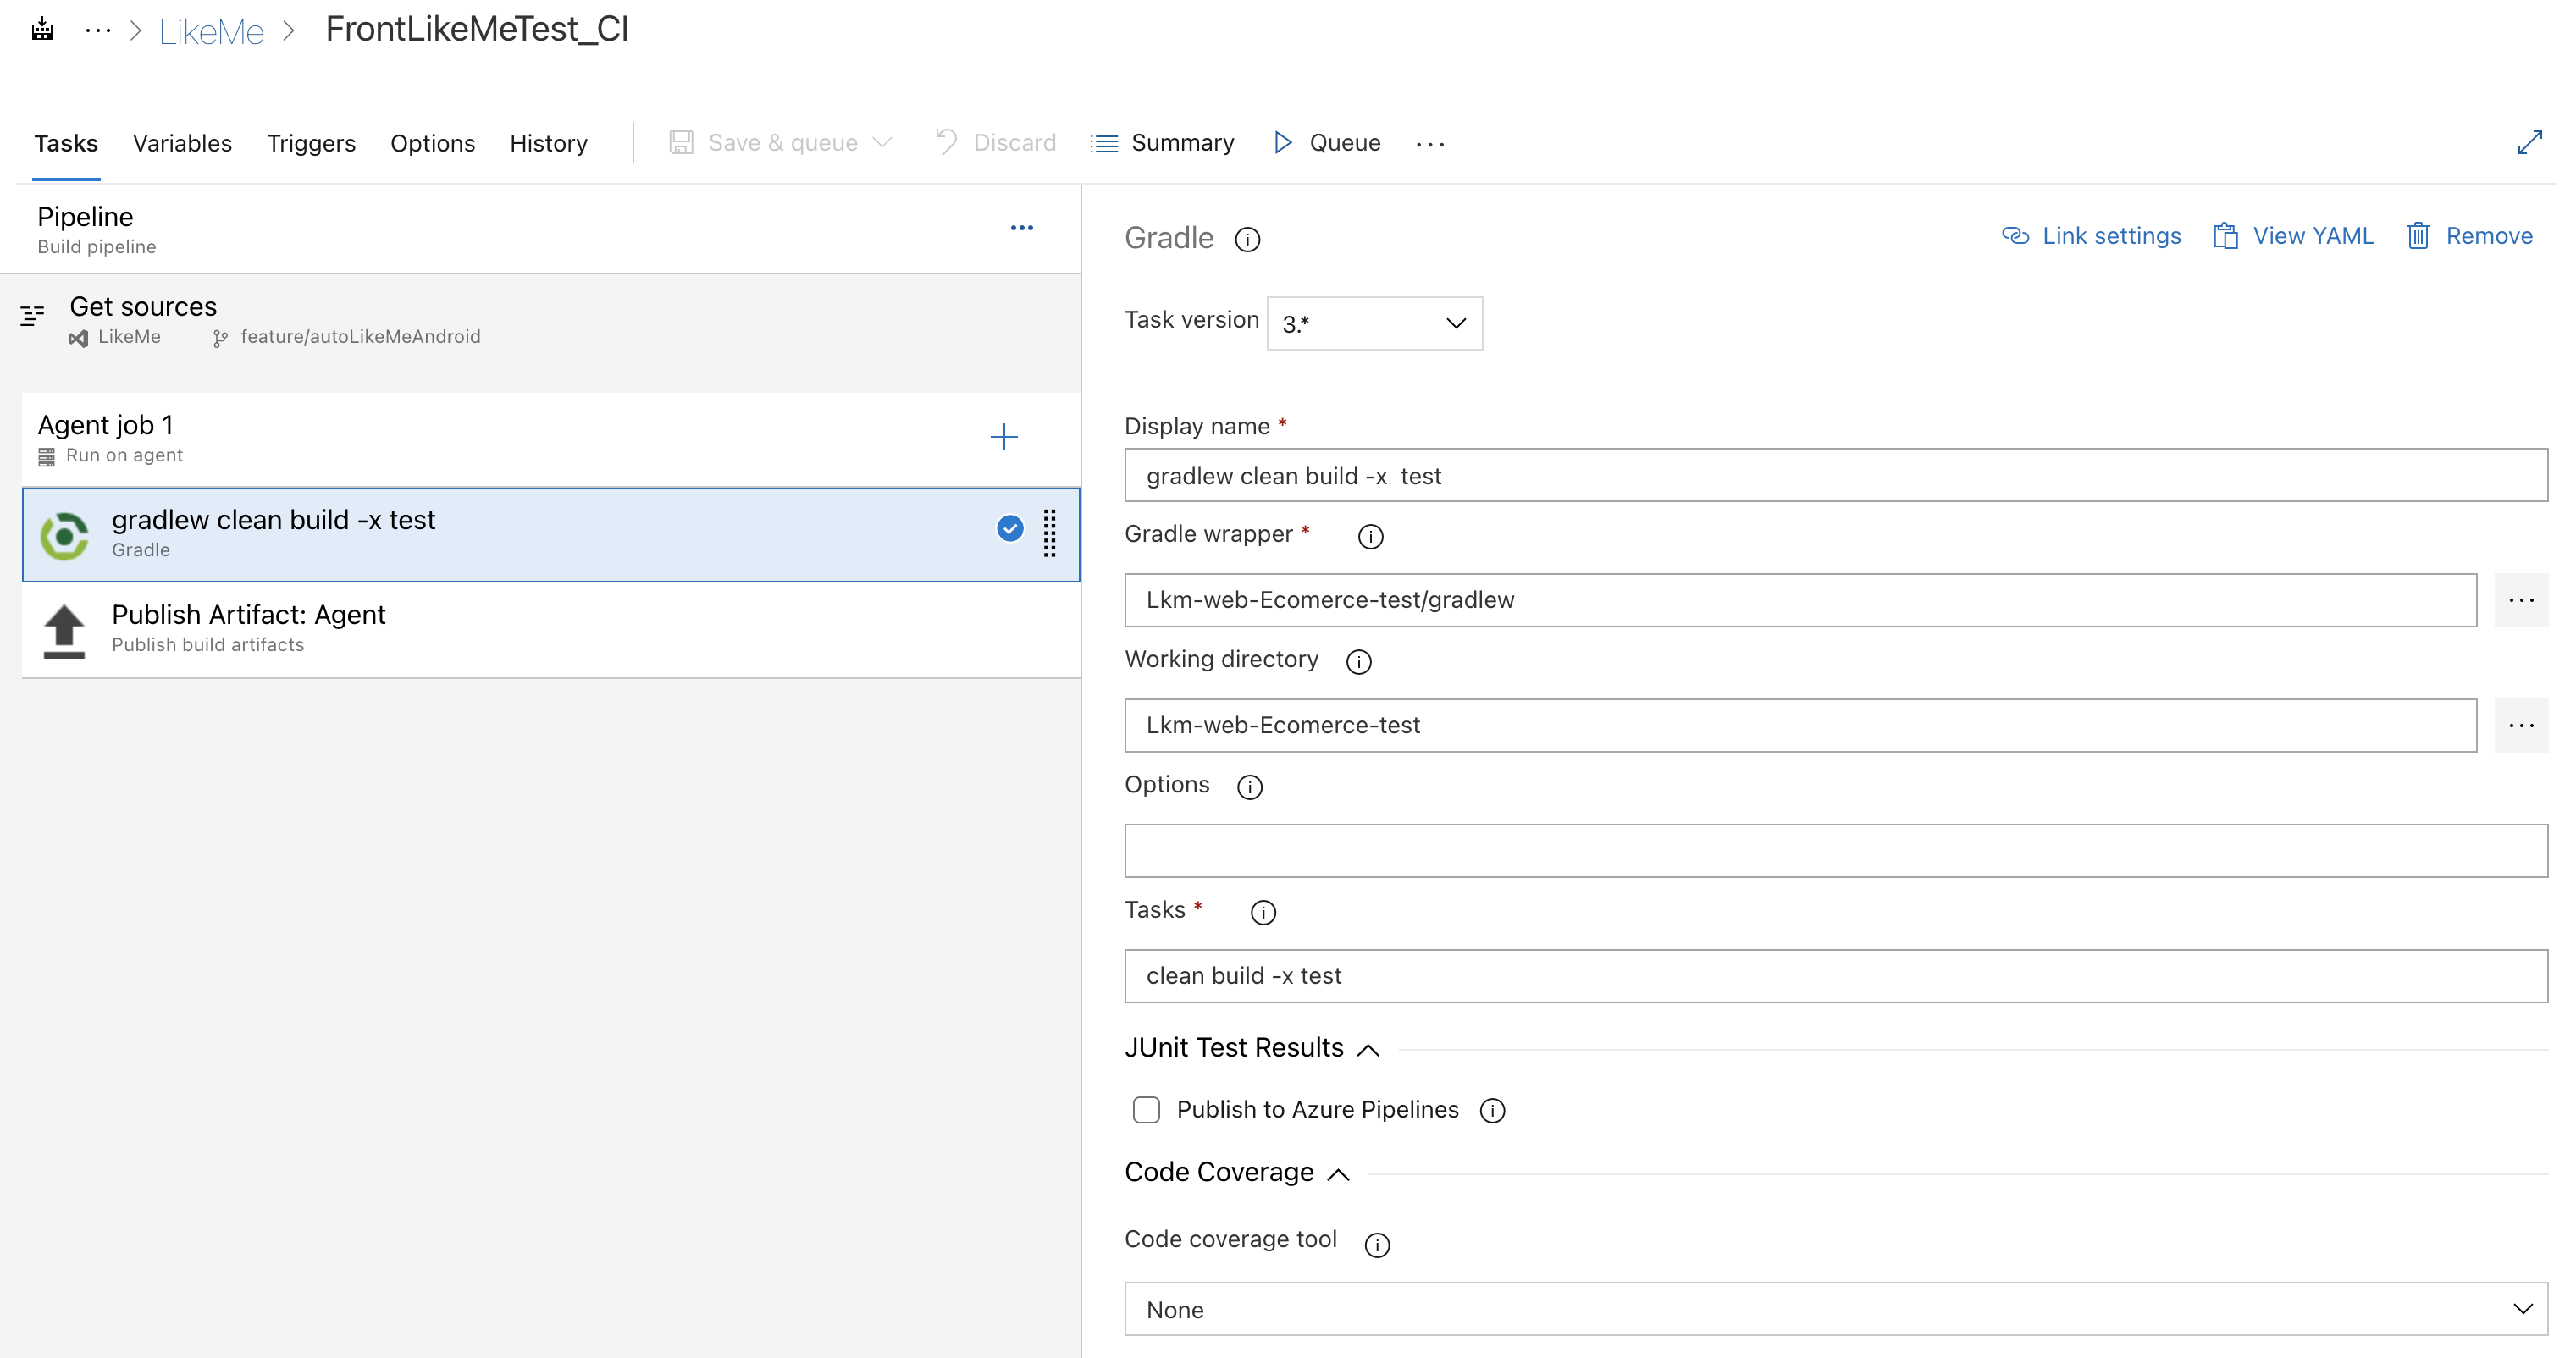 LikeMe > FrontLikeMeTest_CI
Tasks Variables Triggers Options History Save & queue Discard Summary Queue
Pipeline
Build pipeline
Get sources
LikeMe feature/autoLikeMeAndroid
Agent job 1
Run on agent
gradlew clean build -x test
Gradle
Publish Artifact: Agent
Publish build artifacts
Gradle Link settings View YAML Remove
Task version 3.*
Display name *
gradlew clean build -x  test
Gradle wrapper *
Lkm-web-Ecomerce-test/gradlew
Working directory
Lkm-web-Ecomerce-test
Options
Tasks *
clean build -x test
JUnit Test Results
Publish to Azure Pipelines
Code Coverage
Code coverage tool
None